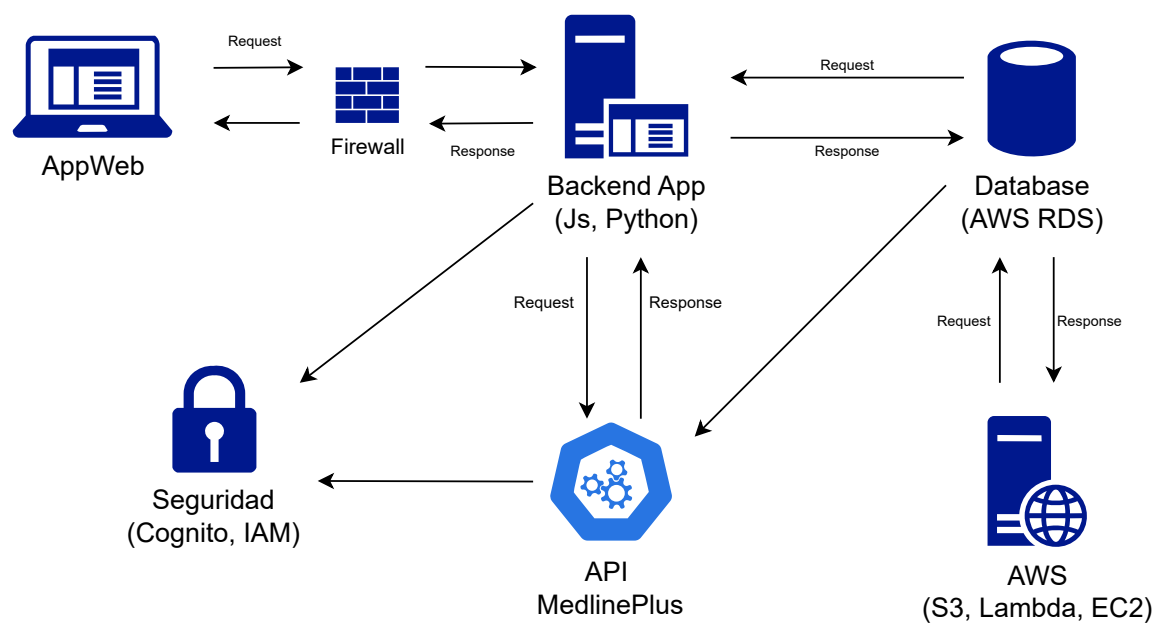 Request
AppWeb
Firewall
Response
Backend App
(Js, Python)
Request
Response
Database
(AWS RDS)
Request
Response
Request
Response
Seguridad
(Cognito, IAM)
API
MedlinePlus
AWS
(S3, Lambda, EC2)